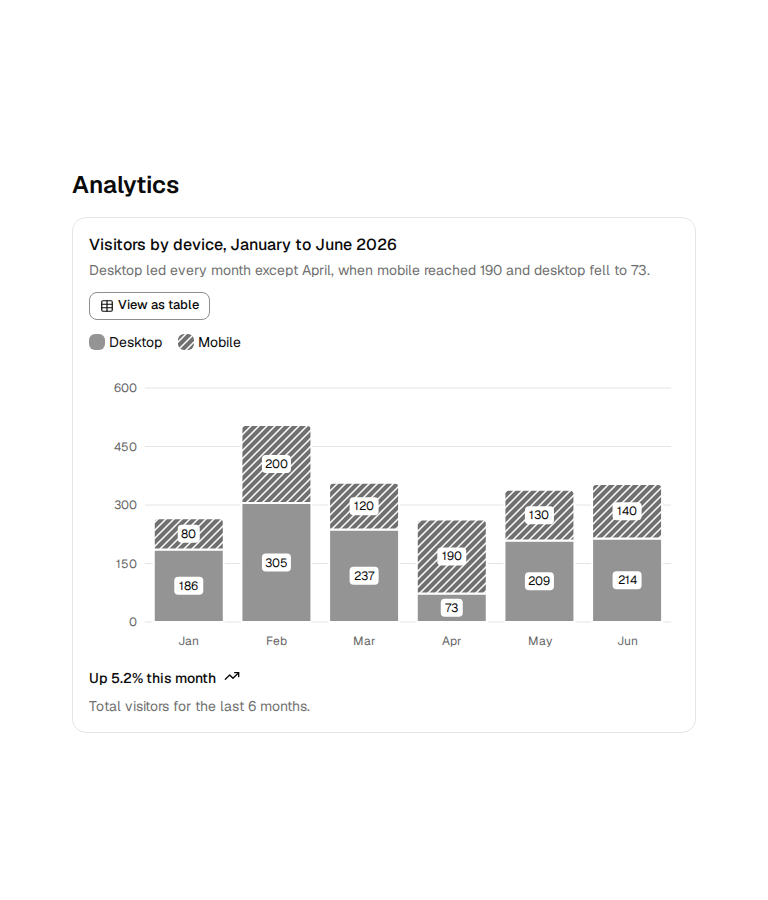 Analytics
Visitors by device, January to June 2026
Desktop led every month except April, when mobile reached 190 and desktop fell to 73.
View as table
Desktop Mobile
600
450
300
150
0
200
120
80
190
130
140
186
305
237
73
209
214
Jan Feb Mar Apr May Jun
Up 5.2% this month
Total visitors for the last 6 months.